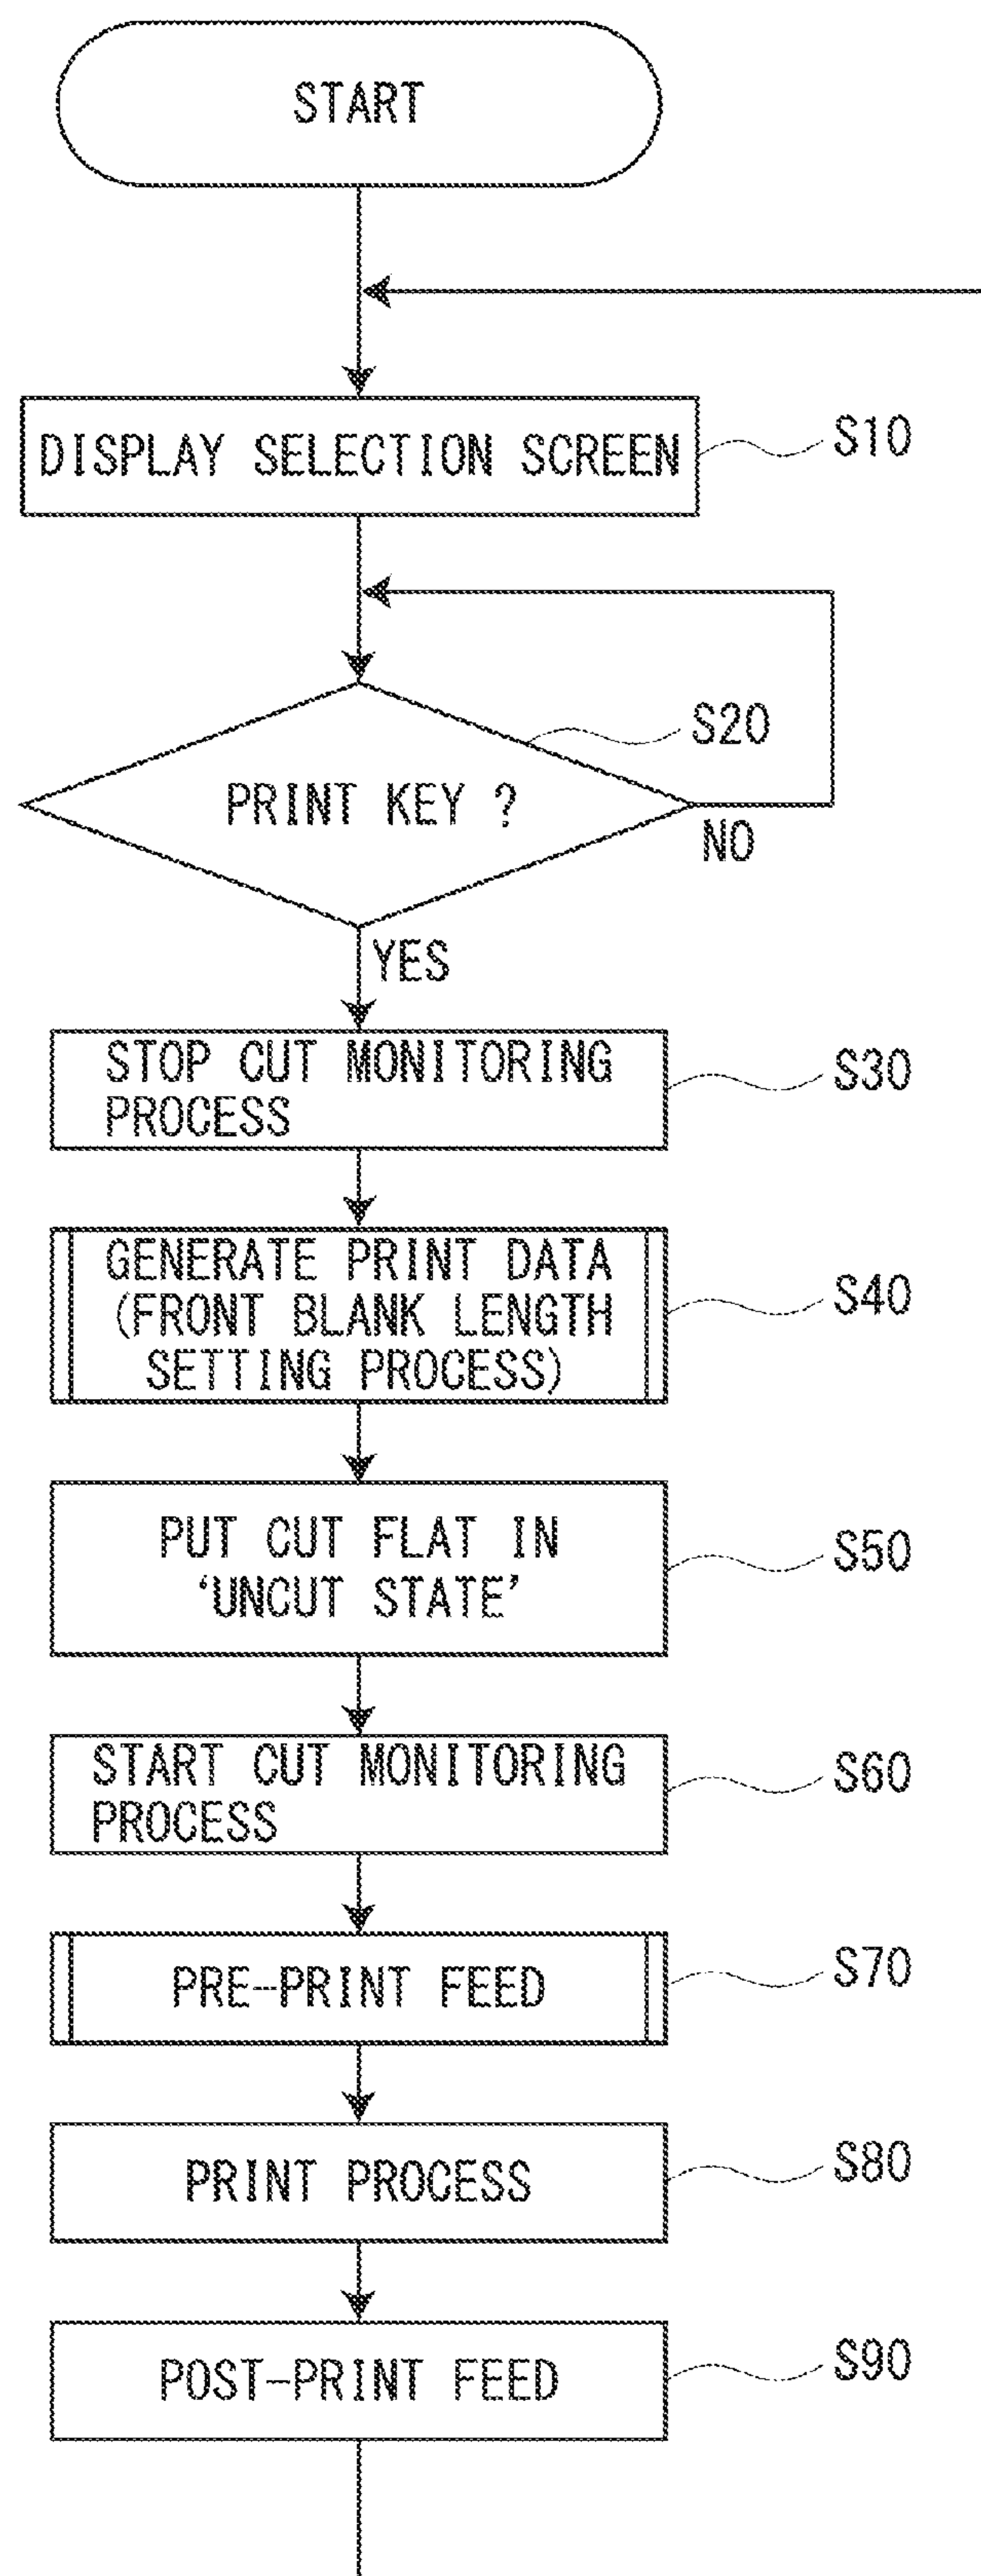 START
DISPLAY SELECTION SCREEN
S10
S20
PRINT KEY ?
NO
YES
STOP CUT MONITORING
PROCESS
S30
GENERATE PRINT DATA
(FRONT BLANK LENGTH
SETTING PROCESS)
S40
PUT CUT FLAT IN
‘UNCUT STATE’
S50
START CUT MONITORING
PROCESS
S60
PRE-PRINT FEED
S70
PRINT PROCESS
S80
POST-PRINT FEED
S90